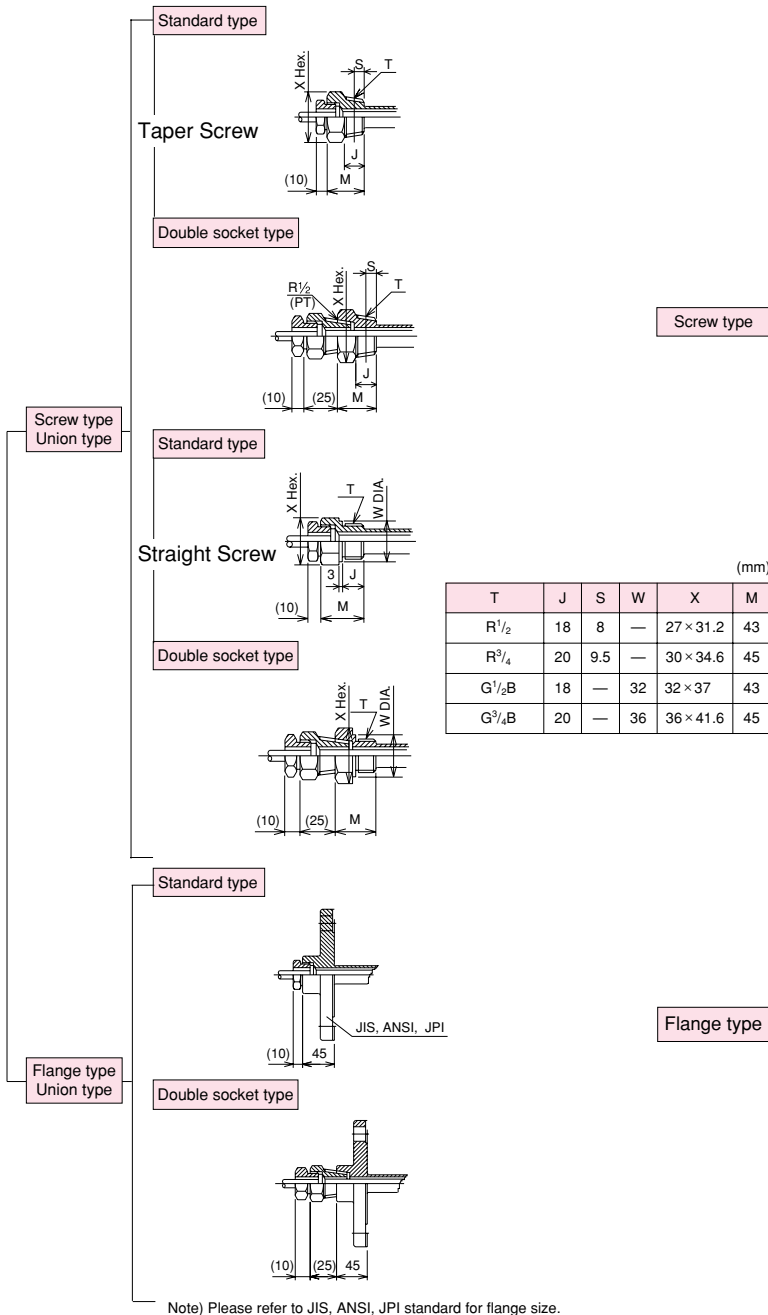 Standard type
X Hex.
S
T
Taper Screw
J
(10)
M
Double socket type
S
R½
(PT)
X Hex.
T
J
(10)
(25)
M
Screw type
Screw type
Union type
Standard type
X Hex.
T
W DIA.
Straight Screw
3
J
(10)
M
Double socket type
X Hex.
T
W DIA.
(10)
(25)
M
(mm)
T J S W X M
R1/2 18 8 — 27×31.2 43
R3/4 20 9.5 — 30×34.6 45
G1/2B 18 — 32 32×37 43
G3/4B 20 — 36 36×41.6 45
Standard type
JIS, ANSI, JPI
(10)
45
Flange type
Flange type
Union type
Double socket type
(10)
(25)
45
Note) Please refer to JIS, ANSI, JPI standard for flange size.